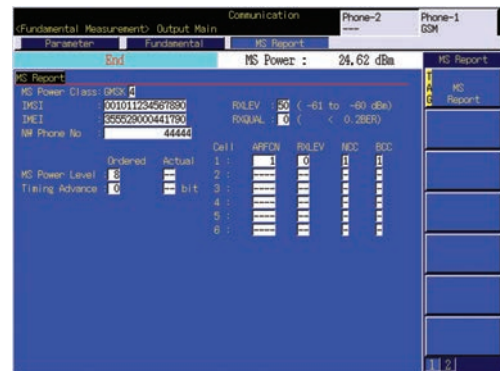 Communication
Phone-2
Phone-1
<Fundamental Measurement> Output Main
----
GSM
Parameter
Fundamental
MS Report
End
MS Power : 24.62 dBm
MS Report
MS Report
MS Power Class: GMSK 4
IMSI : 001011234567890
RXLEV : 50 ( -61 to -60 dBm)
IMEI : 355529000441790
RXQUAL : 0 ( < 0.2BER)
NW Phone No : 44444
Cell ARFCN RXLEV NCC BCC
Ordered Actual
1 : 1 0 1 1
MS Power Level : 8 --
2 : ---- -- - -
Timing Advance : 0 -- bit
3 : ---- -- - -
4 : ---- -- - -
5 : ---- -- - -
6 : ---- -- - -
T
A
G
MS
Report
1 2